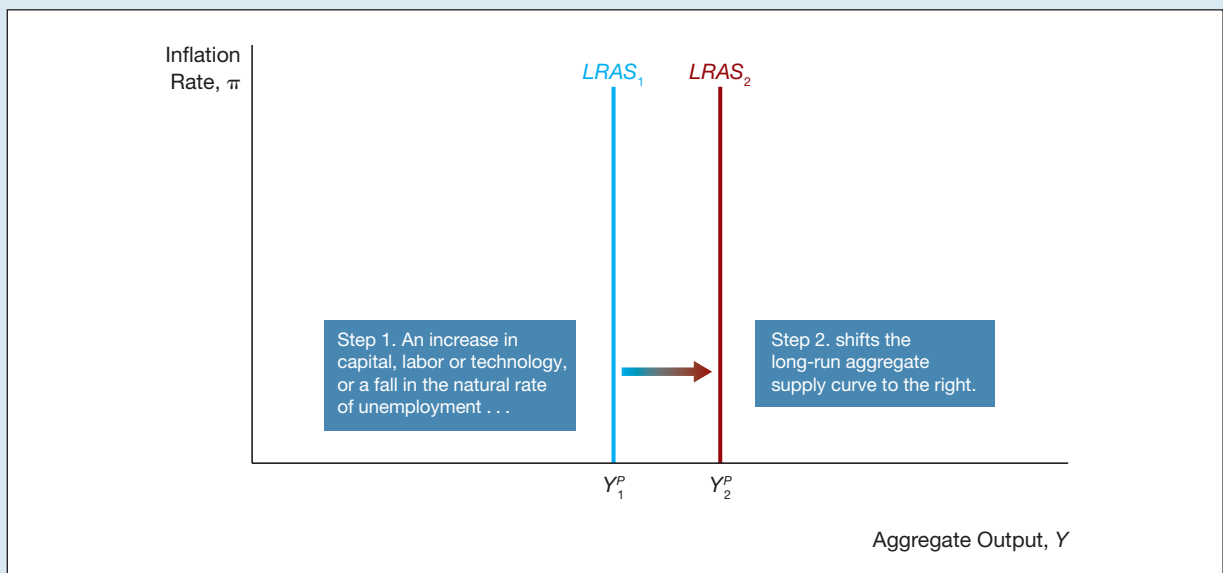 Inflation
Rate, π
LRAS₁
LRAS₂
Step 1. An increase in
capital, labor or technology,
or a fall in the natural rate
of unemployment . . .
Step 2. shifts the
long-run aggregate
supply curve to the right.
Y₁ᴾ
Y₂ᴾ
Aggregate Output, Y